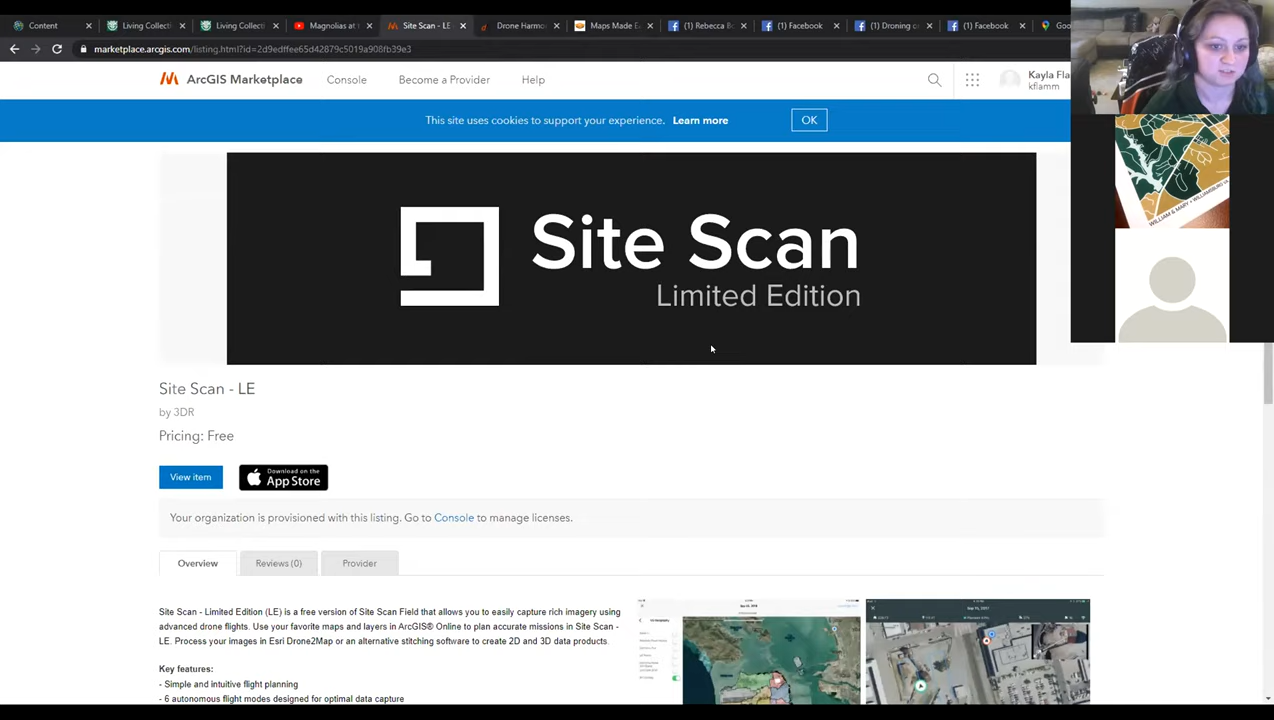 Content
Living Collecti
Living Collecti
Magnolias at t
Site Scan - LE
Drone Harmo
Maps Made E
(1) Rebecca Bo
(1) Facebook
(1) Droning on
(1) Facebook
Goo
marketplace.arcgis.com/listing.html?id=2d9edffee65d42879c5019a908fb39e3
ArcGIS Marketplace
Console
Become a Provider
Help
Kayla Fla
kflamm
This site uses cookies to support your experience. Learn more
OK
WILLIAM & MARY • WILLIAMSBURG VA
Site Scan
Limited Edition
Site Scan - LE
by 3DR
Pricing: Free
View item
Download on the
App Store
Your organization is provisioned with this listing. Go to Console to manage licenses.
Overview
Reviews (0)
Provider
Site Scan - Limited Edition (LE) is a free version of Site Scan Field that allows you to easily capture rich imagery using
advanced drone flights. Use your favorite maps and layers in ArcGIS® Online to plan accurate missions in Site Scan -
LE. Process your images in Esri Drone2Map or an alternative stitching software to create 2D and 3D data products.
Key features:
- Simple and intuitive flight planning
- 6 autonomous flight modes designed for optimal data capture